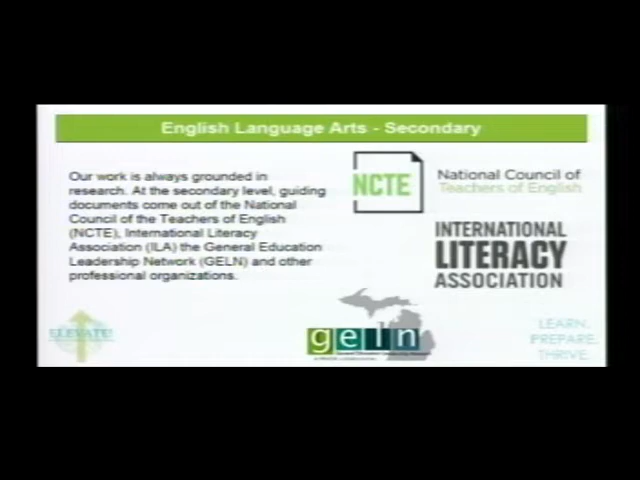 English Language Arts - Secondary
Our work is always grounded in
research. At the secondary level, guiding
documents come out of the National
Council of the Teachers of English
(NCTE), International Literacy
Association (ILA) the General Education
Leadership Network (GELN) and other
professional organizations.
NCTE
National Council of
Teachers of English
INTERNATIONAL
LITERACY
ASSOCIATION
geln
ELEVATE!
LEARN.
PREPARE.
THRIVE.